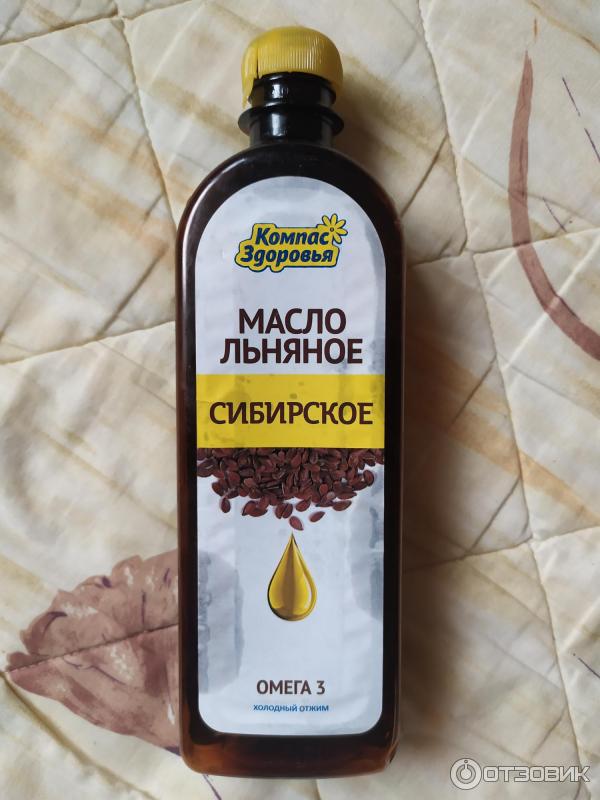 Компас
Здоровья
МАСЛО
ЛЬНЯНОЕ
СИБИРСКОЕ
ОМЕГА 3
ХОЛОДНЫЙ ОТЖИМ
ОТЗОВИК